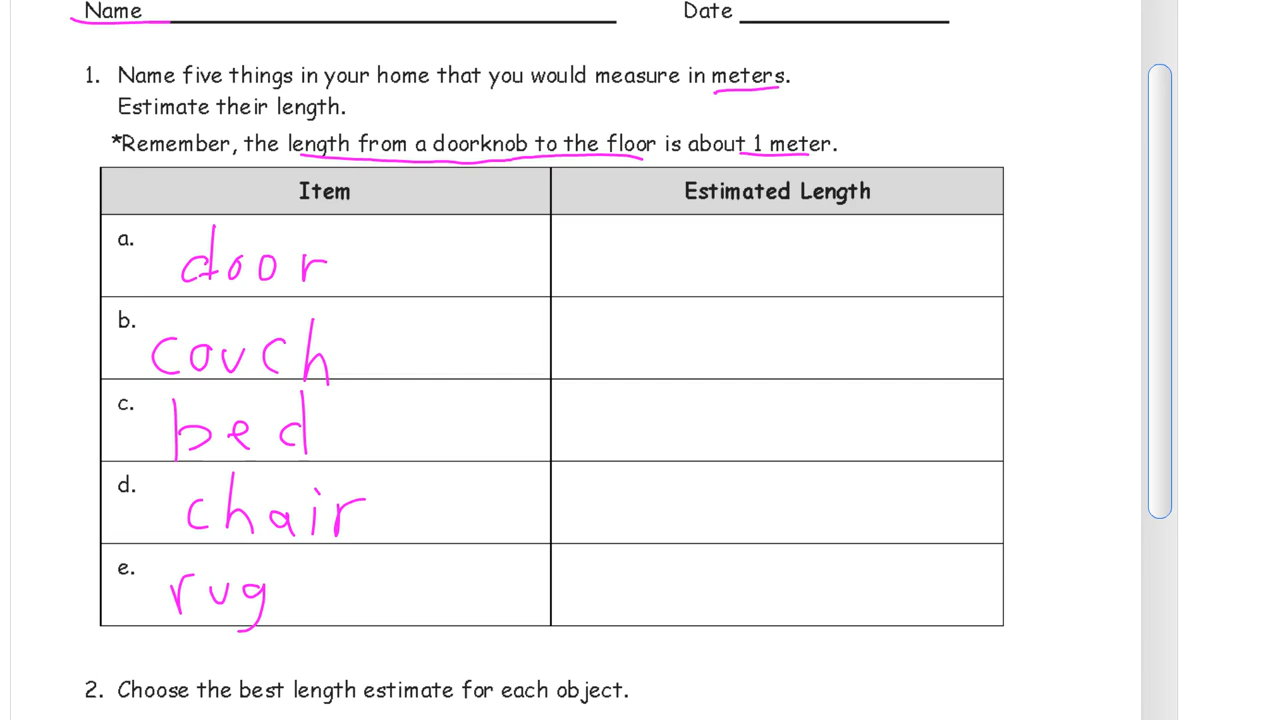 Name Date
1. Name five things in your home that you would measure in meters.
Estimate their length.
*Remember, the length from a doorknob to the floor is about 1 meter.
Item Estimated Length
a. door
b. couch
c. bed
d. chair
e. rug
2. Choose the best length estimate for each object.